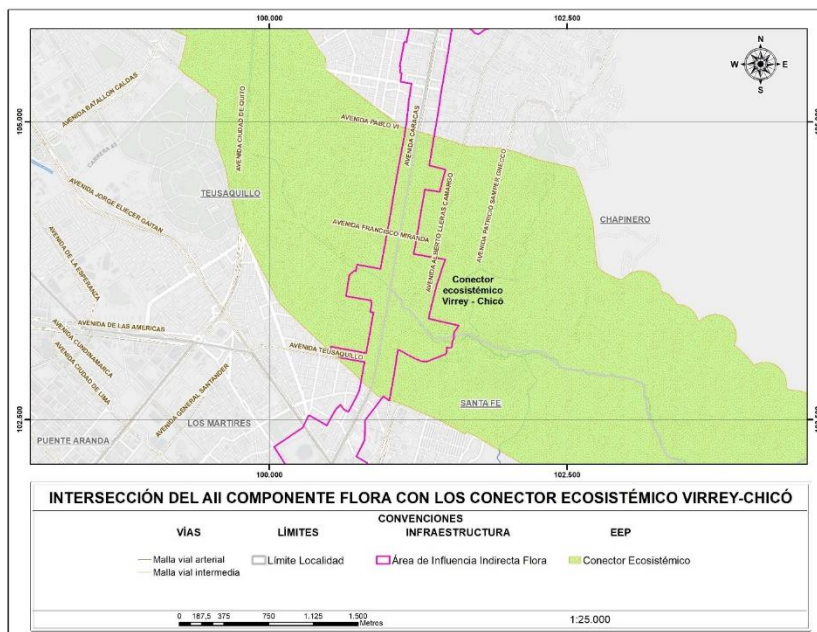 100.000 102.500
N
W E
S
105.000
AVENIDA BATALLON CALDAS
CARRERA 43
AVENIDA CIUDAD DE QUITO
AVENIDA PABLO VI
AVENIDA CARACAS
AVENIDA JORGE ELIECER GAITAN
TEUSAQUILLO
AVENIDA FRANCISCO MIRANDA
AVENIDA ALBERTO LLERAS CAMARGO
AVENIDA PATRICIO SAMPER GNECCO
CHAPINERO
AVENIDA DE LA ESPERANZA
Conector
ecosistémico
Virrey - Chicó
AVENIDA DE LAS AMERICAS
AVENIDA CUNDINAMARCA
AVENIDA CIUDAD DE LIMA
AVENIDA TEUSAQUILLO
AVENIDA GENERAL SANTANDER
SANTA FE
LOS MARTIRES
PUENTE ARANDA
102.500
100.000 102.500
INTERSECCIÓN DEL AII COMPONENTE FLORA CON LOS CONECTOR ECOSISTÉMICO VIRREY-CHICÓ
CONVENCIONES
VÍAS LÍMITES INFRAESTRUCTURA EEP
Malla vial arterial Límite Localidad Área de Influencia Indirecta Flora Conector Ecosistémico
Malla vial intermedia
0 187,5 375 750 1.125 1.500
Metros
1:25.000